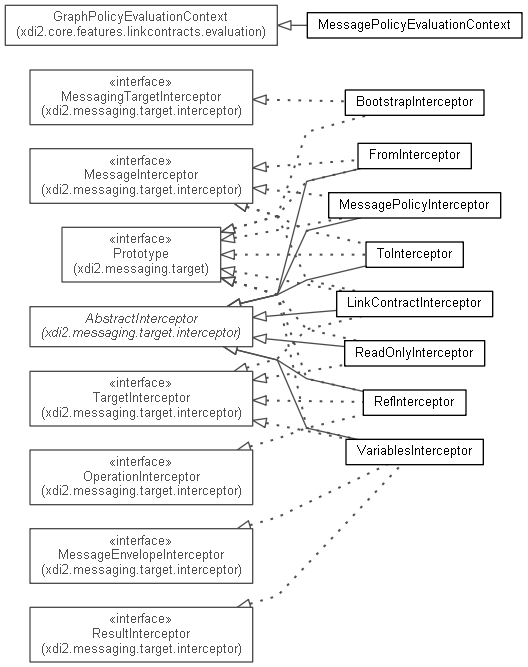 GraphPolicyEvaluationContext
(xdi2.core.features.linkcontracts.evaluation)
MessagePolicyEvaluationContext
«interface»
MessagingTargetInterceptor
(xdi2.messaging.target.interceptor)
BootstrapInterceptor
«interface»
MessageInterceptor
(xdi2.messaging.target.interceptor)
FromInterceptor
MessagePolicyInterceptor
«interface»
Prototype
(xdi2.messaging.target)
ToInterceptor
AbstractInterceptor
(xdi2.messaging.target.interceptor)
LinkContractInterceptor
ReadOnlyInterceptor
«interface»
TargetInterceptor
(xdi2.messaging.target.interceptor)
RefInterceptor
«interface»
OperationInterceptor
(xdi2.messaging.target.interceptor)
VariablesInterceptor
«interface»
MessageEnvelopeInterceptor
(xdi2.messaging.target.interceptor)
«interface»
ResultInterceptor
(xdi2.messaging.target.interceptor)